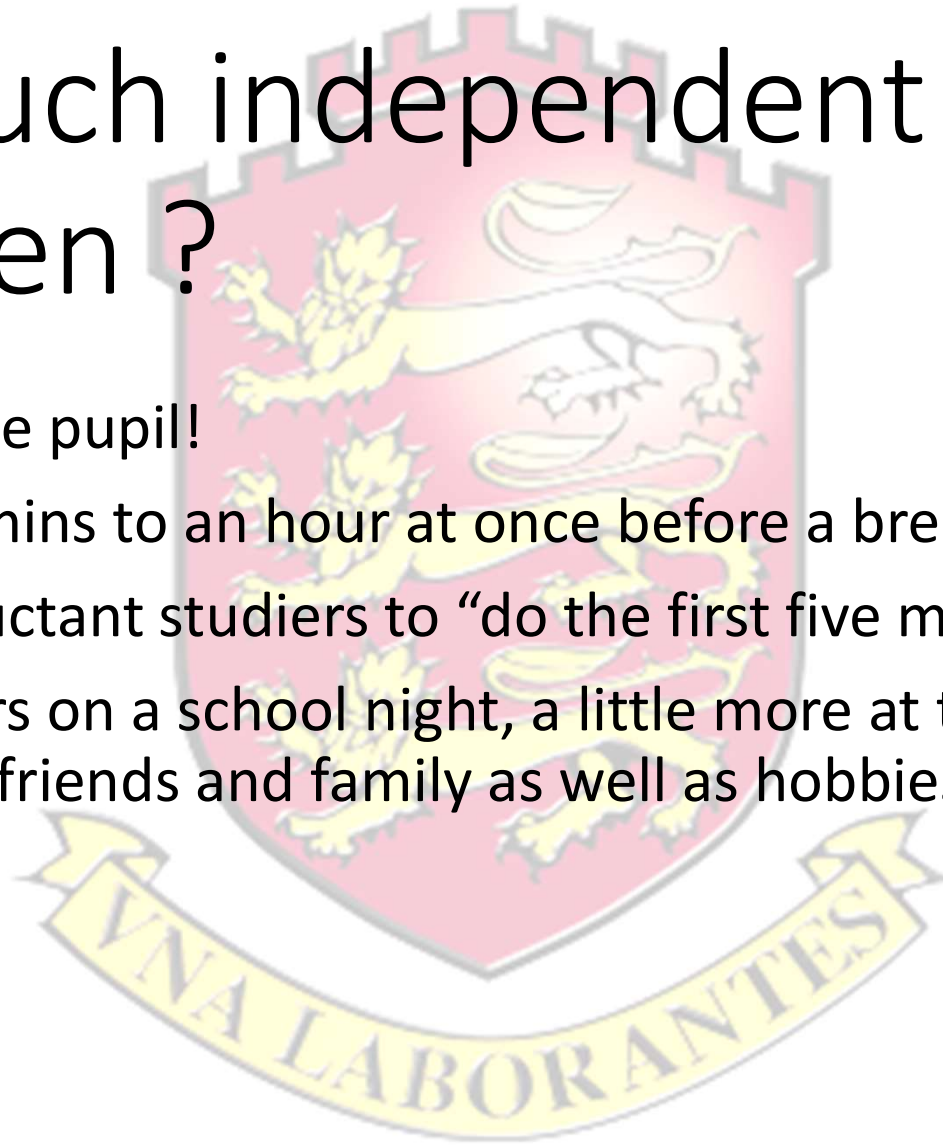 uch independent
en ?
e pupil!
mins to an hour at once before a bre
uctant studiers to “do the first five m
rs on a school night, a little more at t
friends and family as well as hobbie
VNA LABORANTES